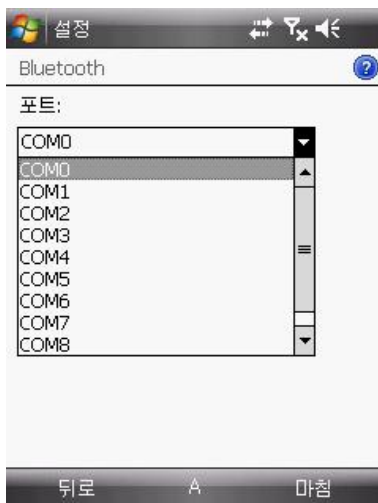 설정
Bluetooth
포트:
COM0
COM0
COM1
COM2
COM3
COM4
COM5
COM6
COM7
COM8
뒤로 A 마침